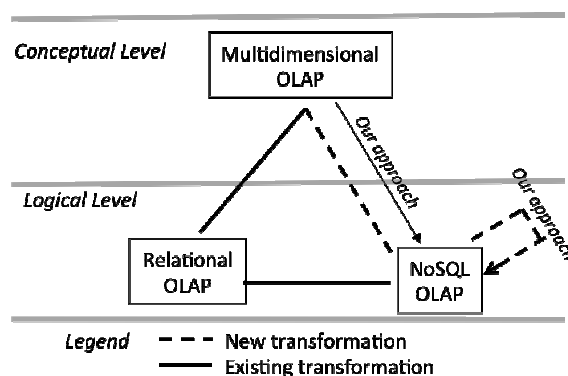 Conceptual Level
Multidimensional
OLAP
Our approach
Logical Level
Our approach
Relational
OLAP
NoSQL
OLAP
Legend
New transformation
Existing transformation